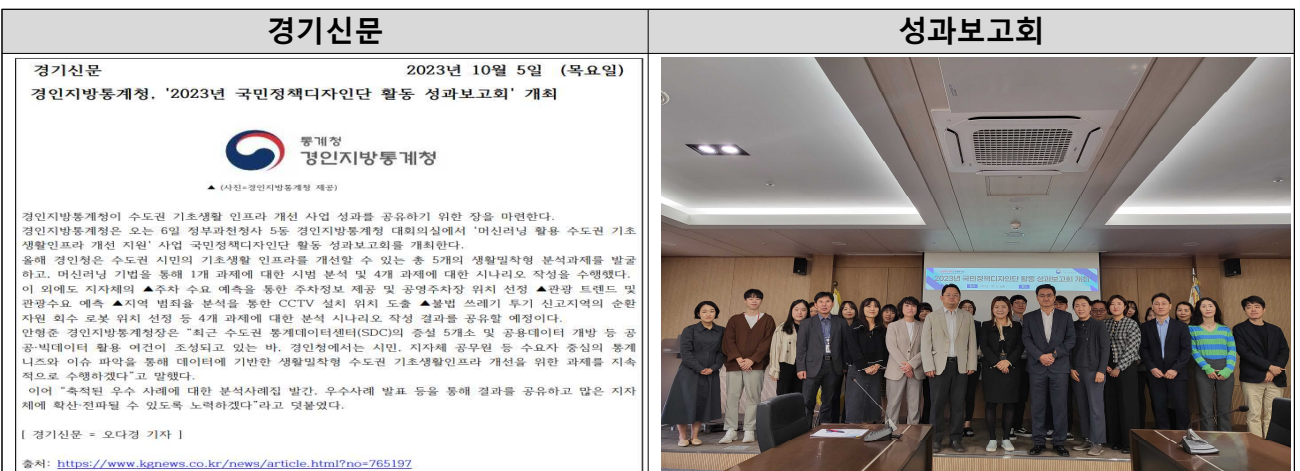 경기신문
성과보고회
경기신문 2023년 10월 5일 (목요일)
경인지방통계청, '2023년 국민정책디자인단 활동 성과보고회' 개최
통계청
경인지방통계청
▲ (사진=경인지방통계청 제공)
경인지방통계청이 수도권 기초생활 인프라 개선 사업 성과를 공유하기 위한 장을 마련한다.
경인지방통계청은 오는 6일 정부과천청사 5동 경인지방통계청 대회의실에서 '머신러닝 활용 수도권 기초
생활인프라 개선 지원' 사업 국민정책디자인단 활동 성과보고회를 개최한다.
올해 경인청은 수도권 시민의 기초생활 인프라를 개선할 수 있는 총 5개의 생활밀착형 분석과제를 발굴
하고, 머신러닝 기법을 통해 1개 과제에 대한 시범 분석 및 4개 과제에 대한 시나리오 작성을 수행했다.
이 외에도 지자체의 ▲주차 수요 예측을 통한 주차정보 제공 및 공영주차장 위치 선정 ▲관광 트렌드 및
관광수요 예측 ▲지역 범죄율 분석을 통한 CCTV 설치 위치 도출 ▲불법 쓰레기 투기 신고지역의 순환
자원 회수 로봇 위치 선정 등 4개 과제에 대한 분석 시나리오 작성 결과를 공유할 예정이다.
안형준 경인지방통계청장은 "최근 수도권 통계데이터센터(SDC)의 증설 5개소 및 공용데이터 개방 등 공
공·빅데이터 활용 여건이 조성되고 있는 바, 경인청에서는 시민, 지자체 공무원 등 수요자 중심의 통계
니즈와 이슈 파악을 통해 데이터에 기반한 생활밀착형 수도권 기초생활인프라 개선을 위한 과제를 지속
적으로 수행하겠다"고 말했다.
이어 "축적된 우수 사례에 대한 분석사례집 발간, 우수사례 발표 등을 통해 결과를 공유하고 많은 지자
체에 확산·전파될 수 있도록 노력하겠다"라고 덧붙였다.
[ 경기신문 = 오다경 기자 ]
출처: https://www.kgnews.co.kr/news/article.html?no=765197
2023년 국민정책디자인단 활동 성과보고회 개최